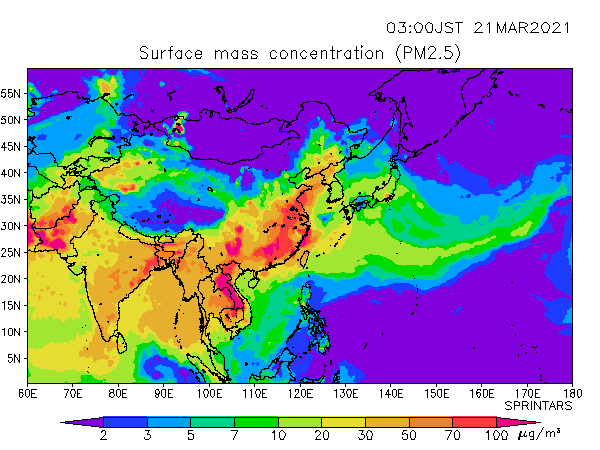 03:00JST 21MAR2021
Surface mass concentration (PM2.5)
55N
50N
45N
40N
35N
30N
25N
20N
15N
10N
5N
60E 70E 80E 90E 100E 110E 120E 130E 140E 150E 160E 170E 180
SPRINTARS
2 3 5 7 10 20 30 50 70 100 μg/m³